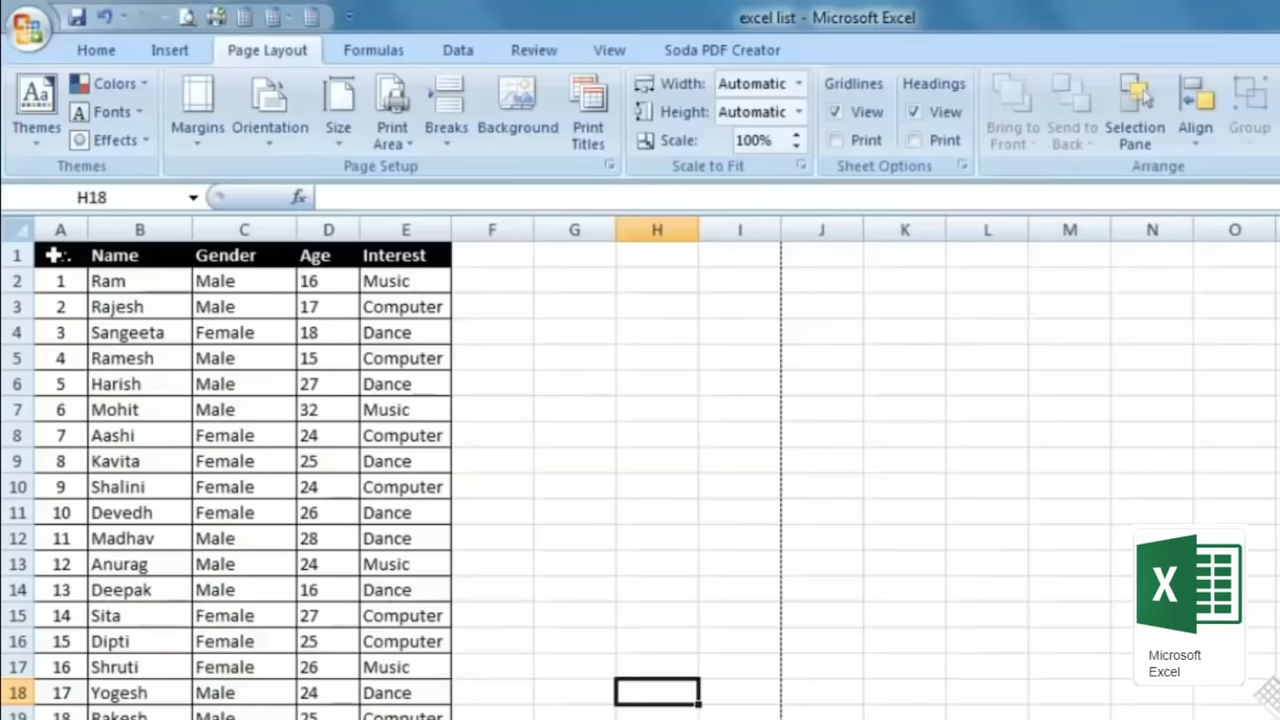 excel list - Microsoft Excel
Home Insert Page Layout Formulas Data Review View Soda PDF Creator
Themes
Colors
Fonts
Effects
Themes
Margins Orientation Size Print Area Breaks Background Print Titles
Page Setup
Width: Automatic
Height: Automatic
Scale: 100%
Scale to Fit
Gridlines Headings
View View
Print Print
Sheet Options
Bring to Front Send to Back Selection Pane Align Group
Arrange
H18 fx
A B C D E F G H I J K L M N O
1 Name Gender Age Interest
2 1 Ram Male 16 Music
3 2 Rajesh Male 17 Computer
4 3 Sangeeta Female 18 Dance
5 4 Ramesh Male 15 Computer
6 5 Harish Male 27 Dance
7 6 Mohit Male 32 Music
8 7 Aashi Female 24 Computer
9 8 Kavita Female 25 Dance
10 9 Shalini Female 24 Computer
11 10 Devedh Female 26 Dance
12 11 Madhav Male 28 Dance
13 12 Anurag Male 24 Music
14 13 Deepak Male 16 Dance
15 14 Sita Female 27 Computer
16 15 Dipti Female 25 Computer
17 16 Shruti Female 26 Music
18 17 Yogesh Male 24 Dance
19 18 Rakesh Male 25 Computer
X
Microsoft
Excel